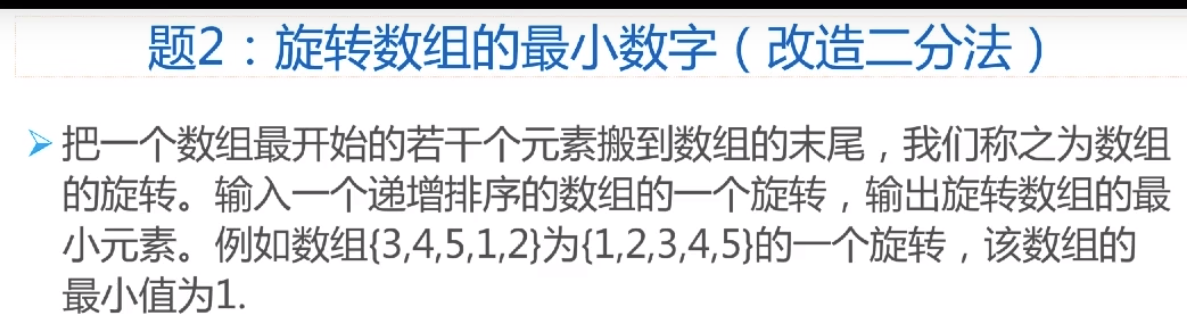 题2：旋转数组的最小数字（改造二分法）
把一个数组最开始的若干个元素搬到数组的末尾，我们称之为数组
的旋转。输入一个递增排序的数组的一个旋转，输出旋转数组的最
小元素。例如数组{3,4,5,1,2}为{1,2,3,4,5}的一个旋转，该数组的
最小值为1.